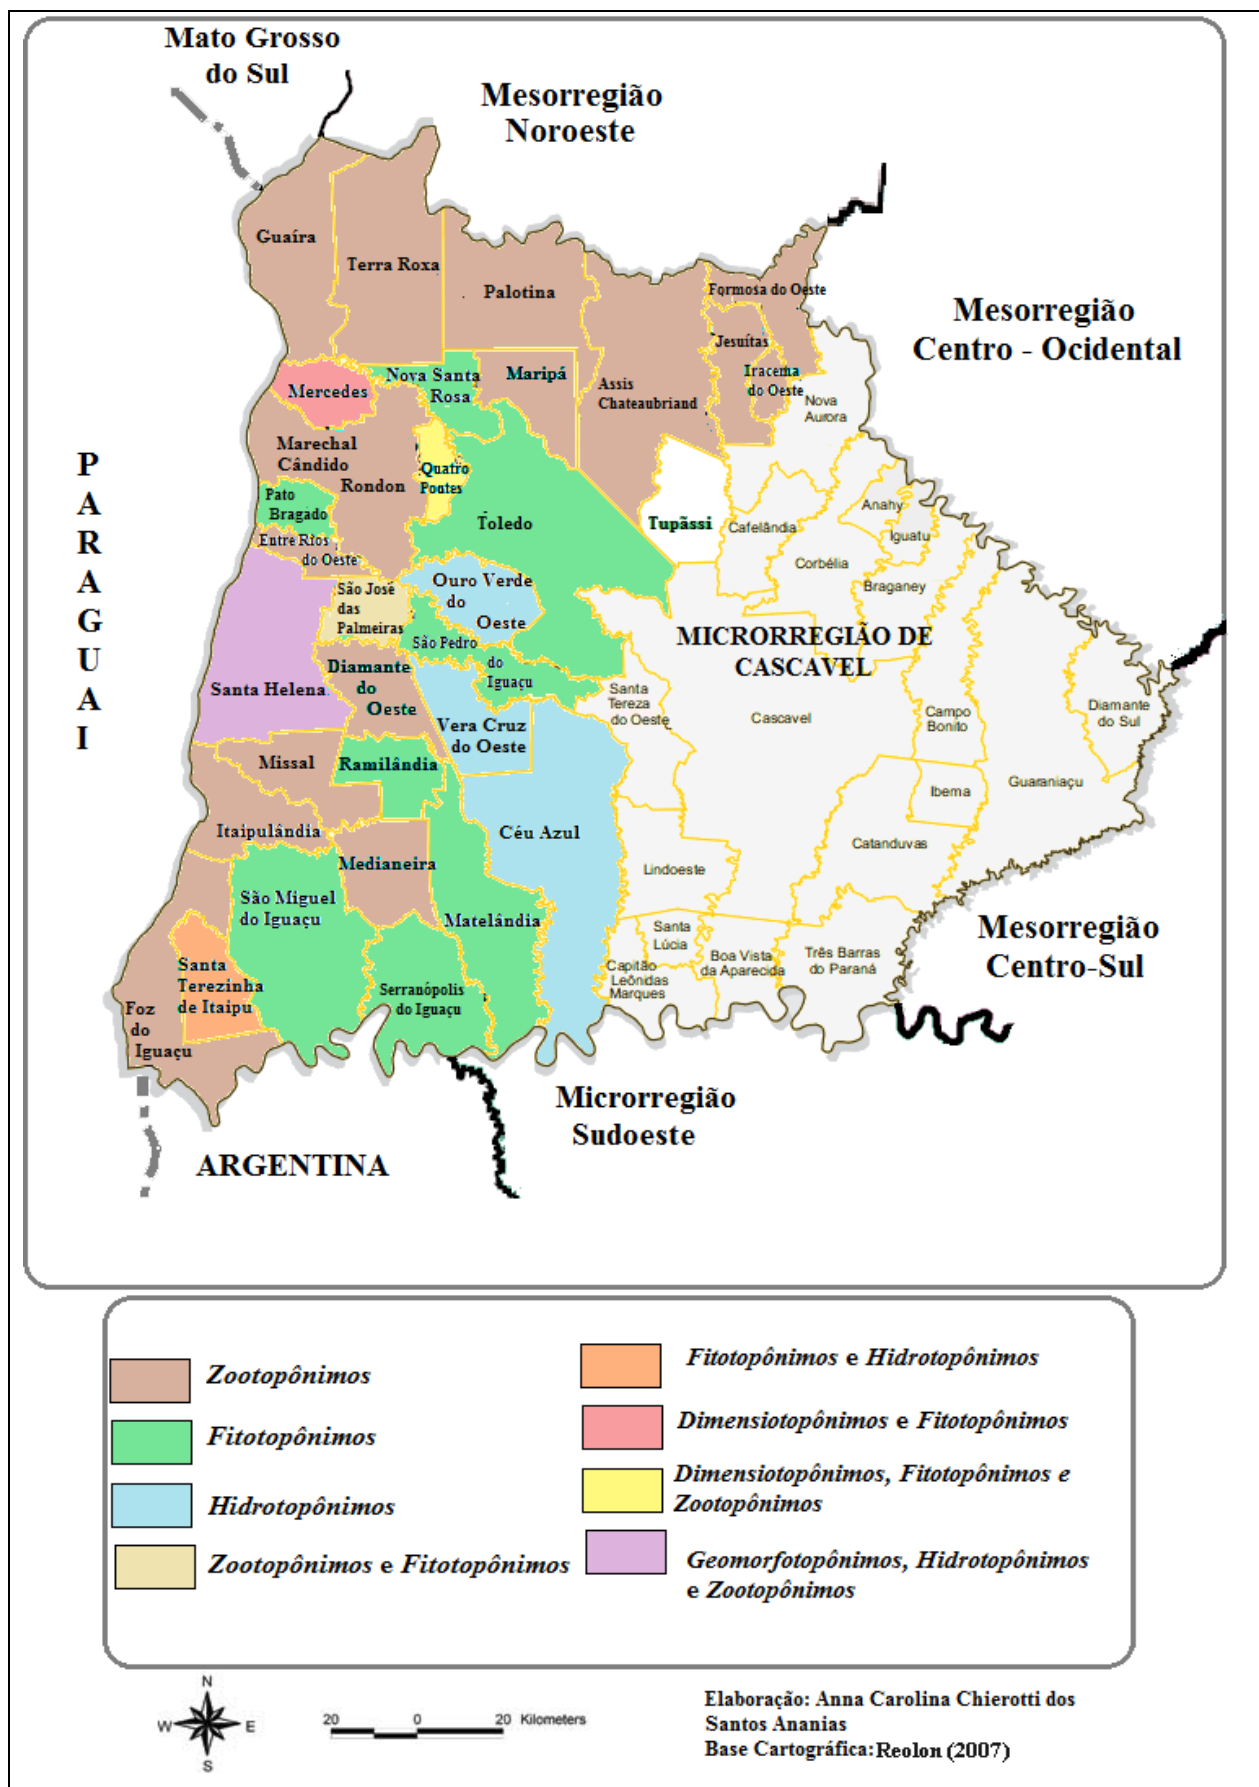 Mato Grosso
do Sul
Mesorregião
Noroeste
Guaíra
Terra Roxa
Palotina
Formosa do Oeste
Jesuítas
Iracema
do Oeste
Mesorregião
Centro - Ocidental
Nova Santa
Rosa
Maripá
Assis
Chateaubriand
Mercedes
Nova
Aurora
Marechal
Cândido
Rondon
Quatro
Pontes
PARAGUAI
Pato
Bragado
Entre Rios
do Oeste
Toledo
Tupãssi
Cafelândia
Anahy
Iguatu
Corbélia
Braganey
São José
das
Palmeiras
Ouro Verde
do
Oeste
São Pedro
do
Iguaçu
MICRORREGIÃO DE
CASCAVEL
Santa Helena
Diamante
do
Oeste
Vera Cruz
do Oeste
Santa
Tereza
do Oeste
Cascavel
Campo
Bonito
Diamante
do Sul
Missal
Ramilândia
Guaraniaçu
Ibema
Itaipulândia
Céu Azul
Catanduvas
Medianeira
Lindoeste
São Miguel
do Iguaçu
Matelândia
Santa
Lúcia
Boa Vista
da Aparecida
Três Barras
do Paraná
Mesorregião
Centro-Sul
Santa
Terezinha
de Itaipu
Capitão
Leônidas
Marques
Serranópolis
do Iguaçu
Foz
do
Iguaçu
Microrregião
Sudoeste
ARGENTINA
Zootopônimos
Fitotopônimos
Hidrotopônimos
Zootopônimos e Fitotopônimos
Fitotopônimos e Hidrotopônimos
Dimensiotopônimos e Fitotopônimos
Dimensiotopônimos, Fitotopônimos e
Zootopônimos
Geomorfotopônimos, Hidrotopônimos
e Zootopônimos
N
W E
S
20 0 20 Kilometers
Elaboração: Anna Carolina Chierotti dos
Santos Ananias
Base Cartográfica: Reolon (2007)